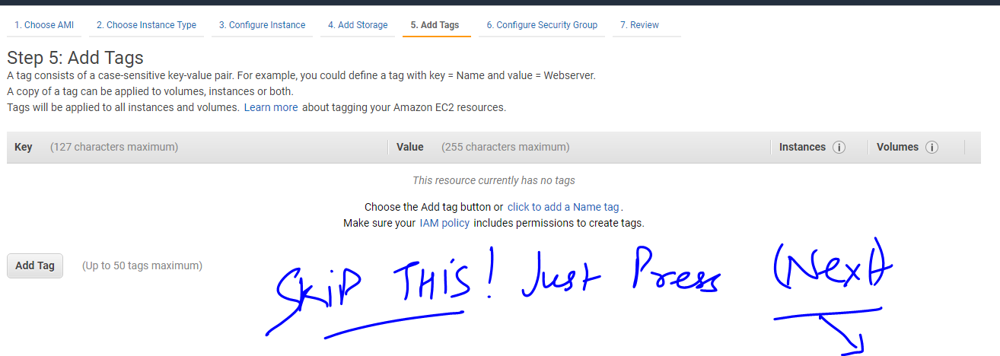 1. Choose AMI 2. Choose Instance Type 3. Configure Instance 4. Add Storage 5. Add Tags 6. Configure Security Group 7. Review
Step 5: Add Tags
A tag consists of a case-sensitive key-value pair. For example, you could define a tag with key = Name and value = Webserver.
A copy of a tag can be applied to volumes, instances or both.
Tags will be applied to all instances and volumes. Learn more about tagging your Amazon EC2 resources.
Key (127 characters maximum) Value (255 characters maximum) Instances i Volumes i
This resource currently has no tags
Choose the Add tag button or click to add a Name tag.
Make sure your IAM policy includes permissions to create tags.
Add Tag (Up to 50 tags maximum)
SKiP THiS! Just Press (Next)